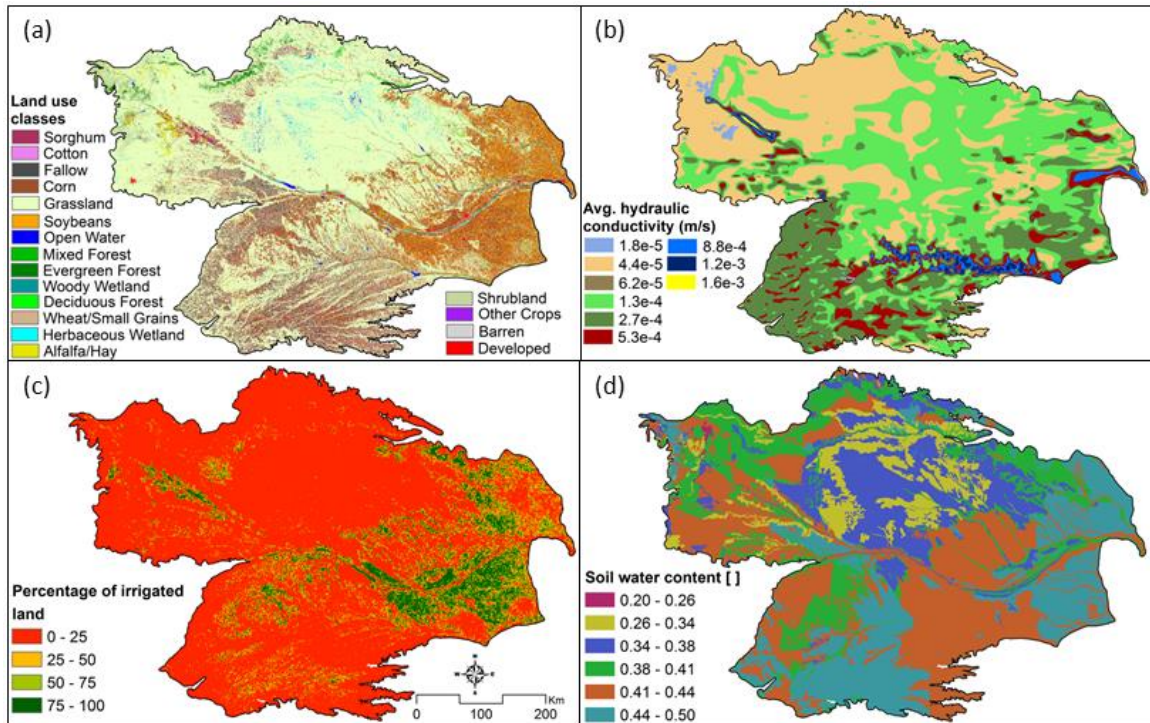 (a)
Land use
classes
Sorghum
Cotton
Fallow
Corn
Grassland
Soybeans
Open Water
Mixed Forest
Evergreen Forest
Woody Wetland
Deciduous Forest
Wheat/Small Grains
Herbaceous Wetland
Alfalfa/Hay
Shrubland
Other Crops
Barren
Developed
(b)
Avg. hydraulic
conductivity (m/s)
1.8e-5
4.4e-5
6.2e-5
1.3e-4
2.7e-4
5.3e-4
8.8e-4
1.2e-3
1.6e-3
(c)
Percentage of irrigated
land
0 - 25
25 - 50
50 - 75
75 - 100
N
W E
S
Km
0 100 200
(d)
Soil water content [ ]
0.20 - 0.26
0.26 - 0.34
0.34 - 0.38
0.38 - 0.41
0.41 - 0.44
0.44 - 0.50